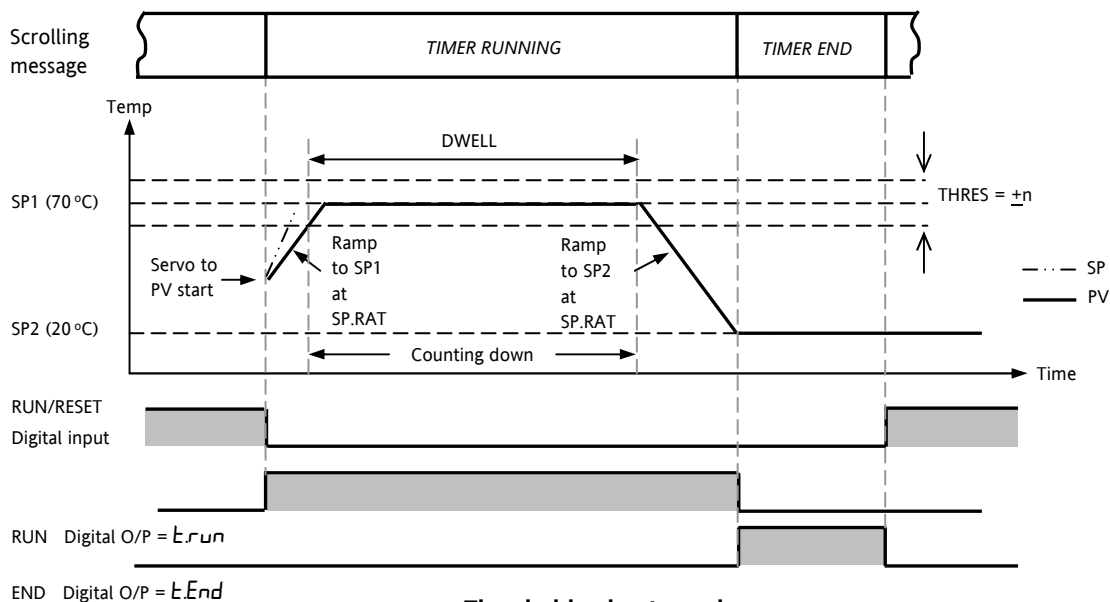 Scrolling
message
TIMER RUNNING
TIMER END
Temp
DWELL
SP1 (70 ºC)
THRES = ±n
Servo to
PV start
Ramp
to SP1
at
SP.RAT
Ramp
to SP2
at
SP.RAT
SP
PV
SP2 (20 ºC)
Counting down
Time
RUN/RESET
Digital input
RUN Digital O/P = t.run
END Digital O/P = t.End